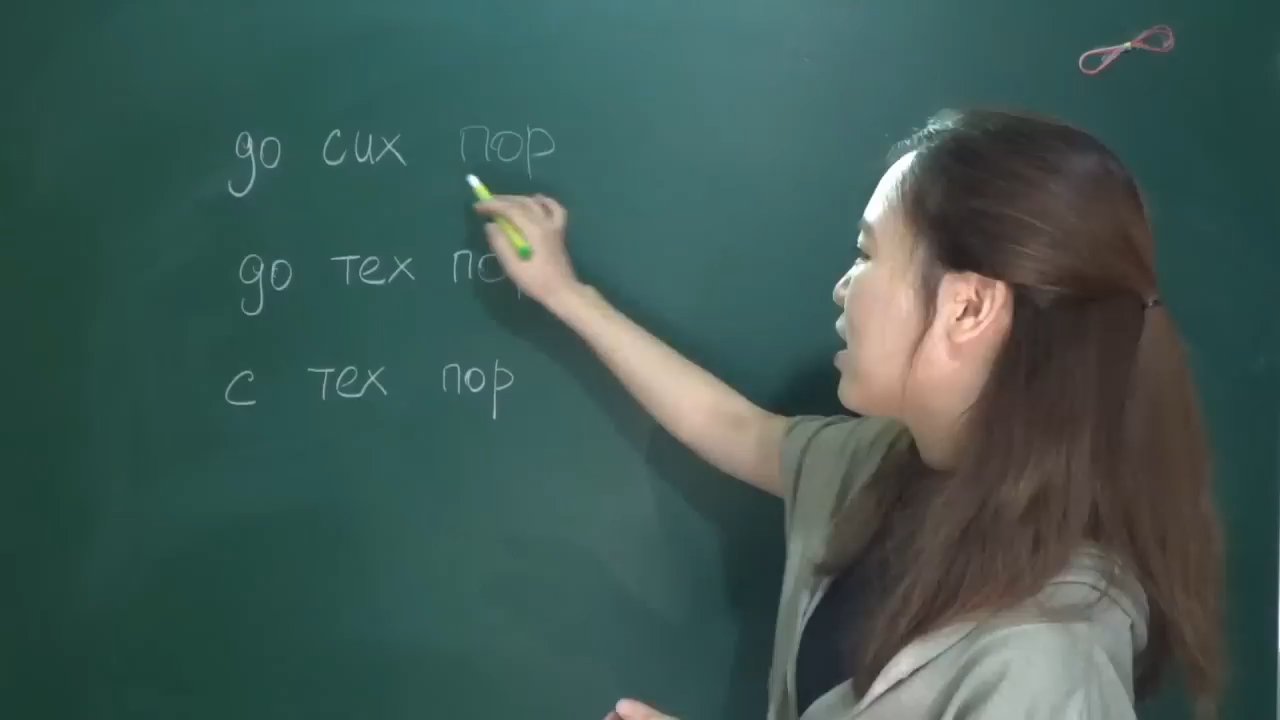 до сих пор
до тех пор
с тех пор